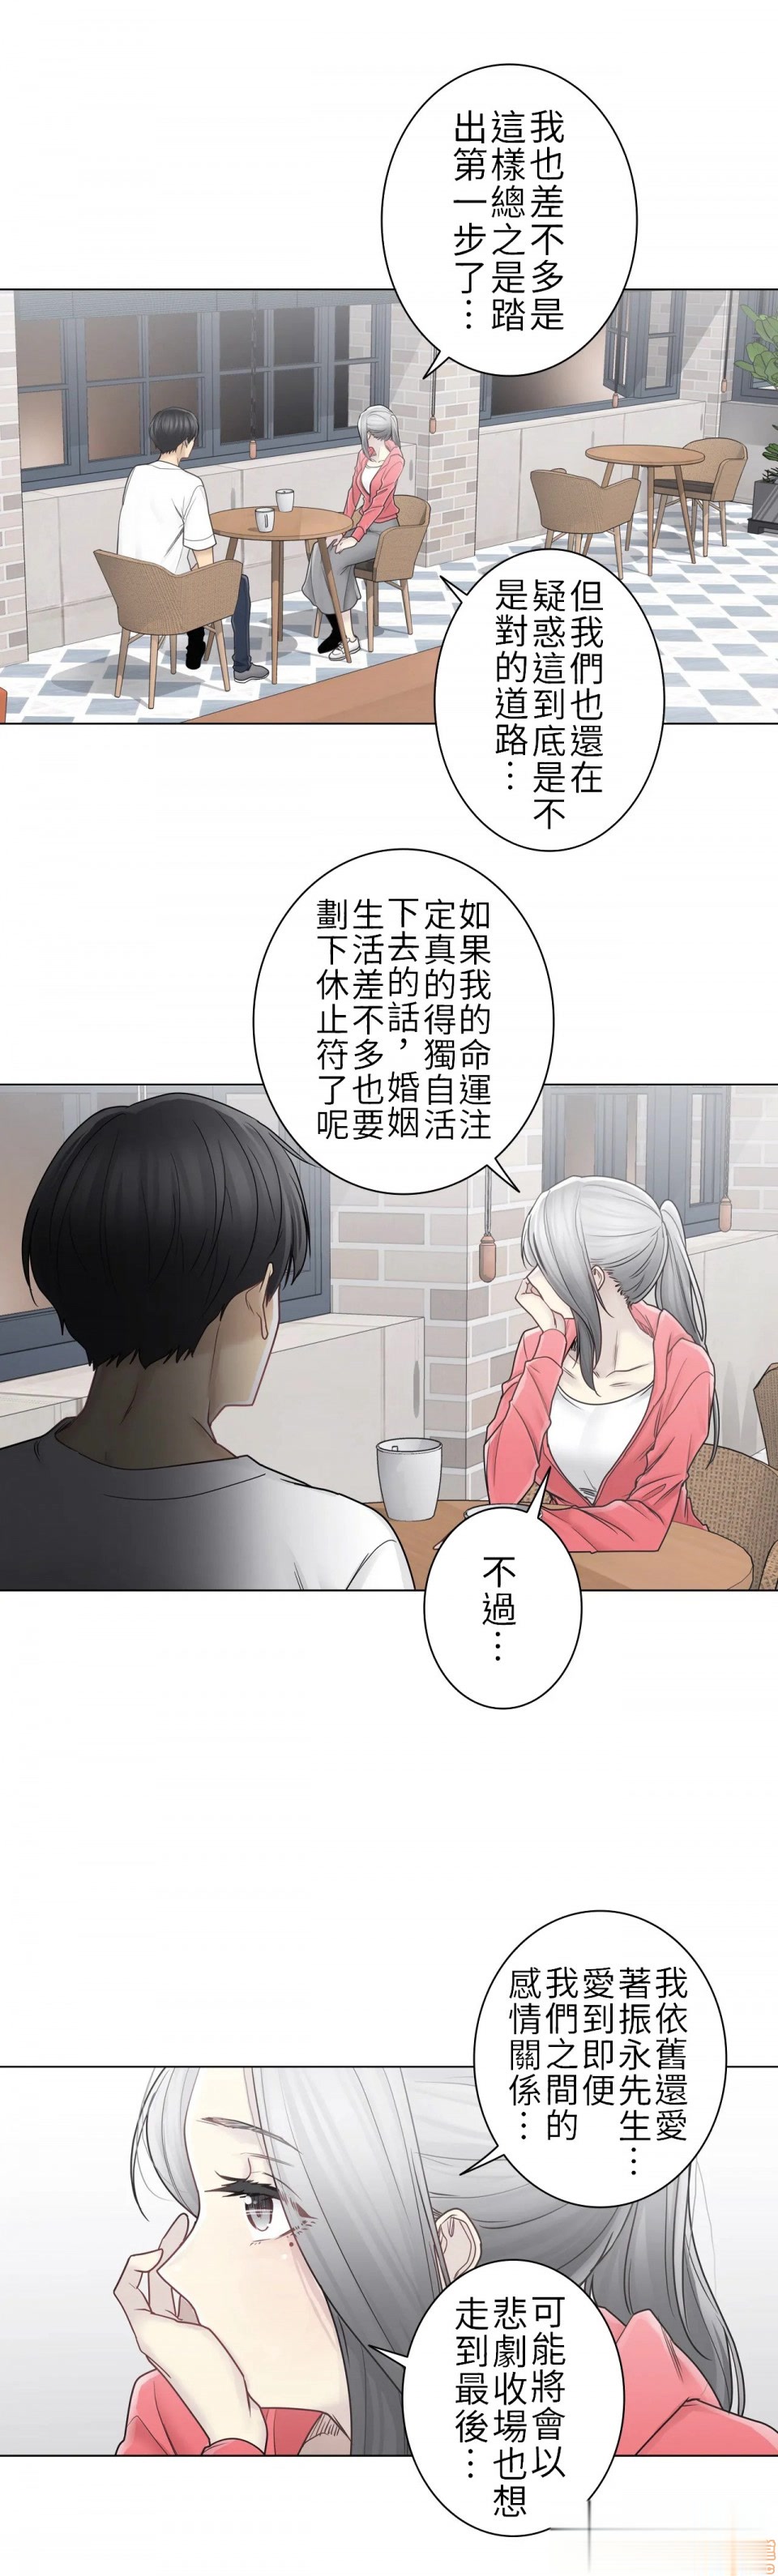 我也差不多是
這樣總之是踏
出第一步了⋯
但我們也還在
疑惑這到底是不
是對的道路⋯
如果我的命運注
定真的得獨自活
下去的話，婚姻
生活差不多也要
劃下休止符了呢
不過⋯
我依舊還愛
著振永先生⋯
愛到即便
我們之間的
感情關係⋯
可能將會以
悲劇收場也想
走到最後⋯